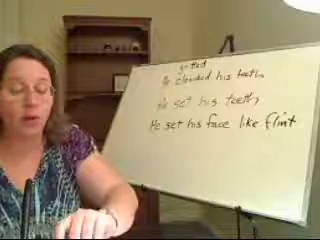 gritted
He clenched his teeth
He set his teeth
He set his face like flint